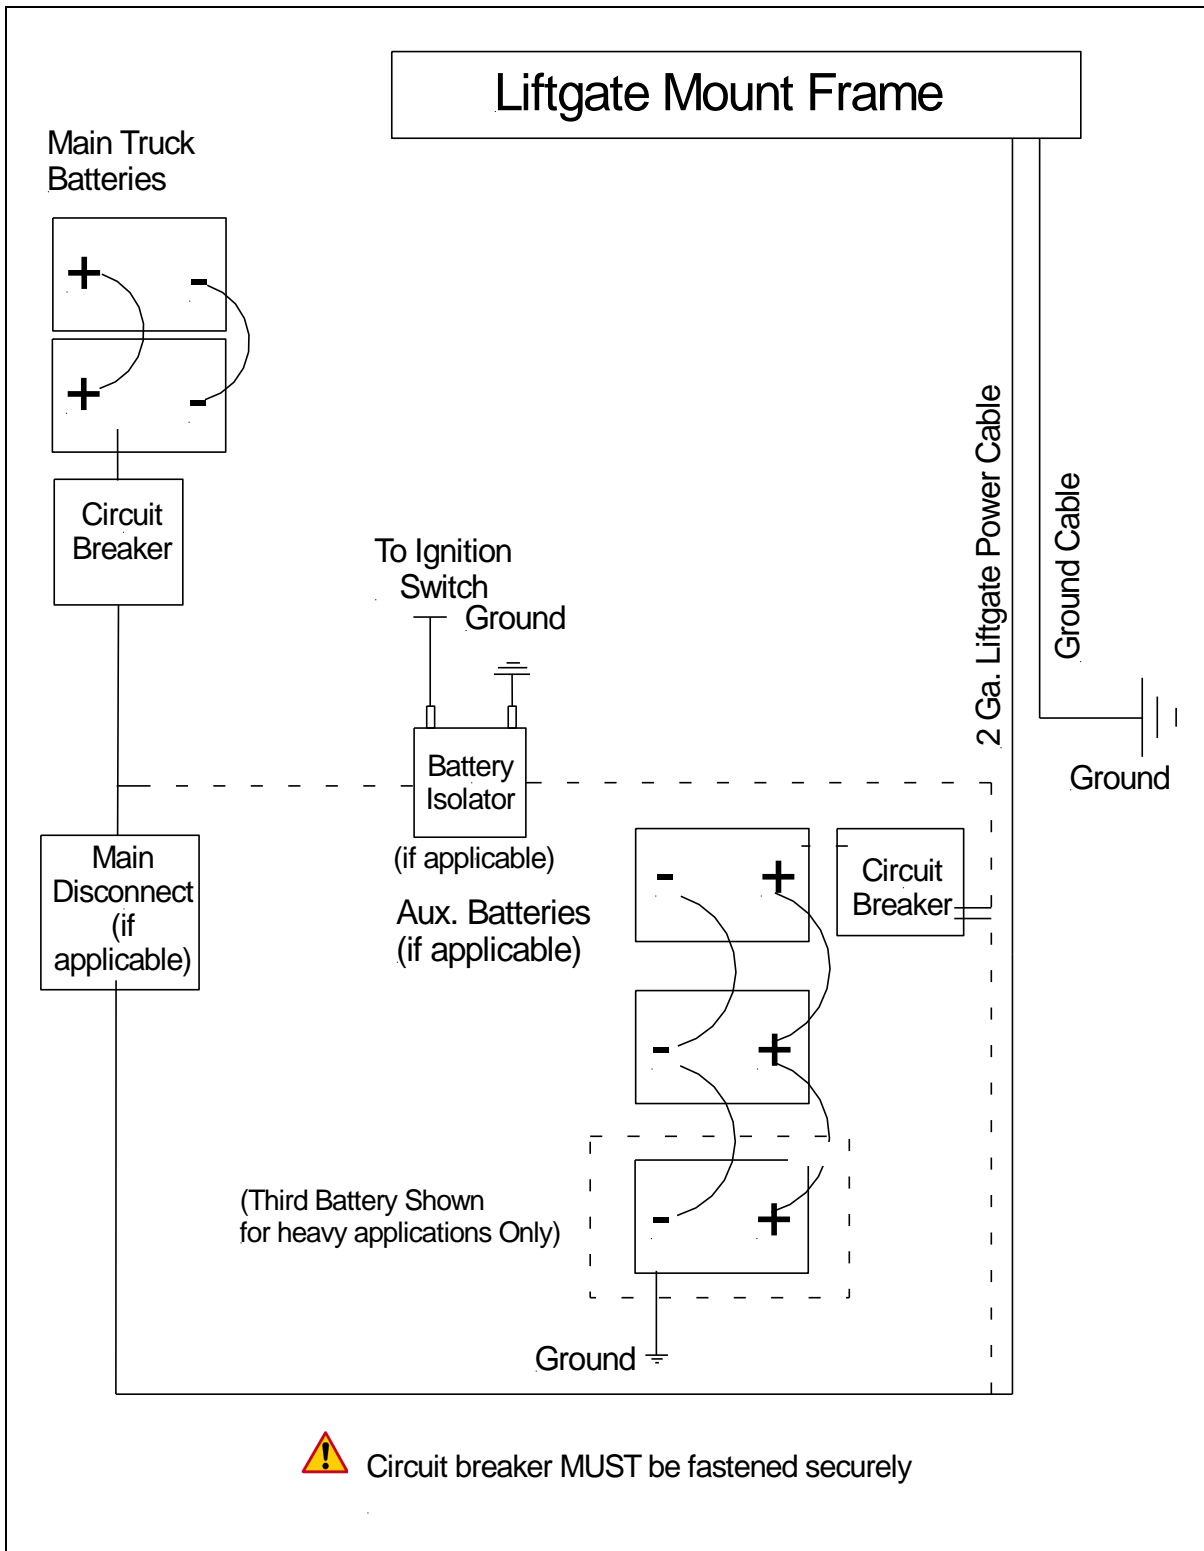 Liftgate Mount Frame
Main Truck
Batteries
+
-
+
-
Circuit
Breaker
To Ignition
Switch
Ground
2 Ga. Liftgate Power Cable
Ground Cable
Ground
Battery
Isolator
(if applicable)
Main
Disconnect
(if
applicable)
Aux. Batteries
(if applicable)
-
+
Circuit
Breaker
-
+
(Third Battery Shown
for heavy applications Only)
-
+
Ground
Circuit breaker MUST be fastened securely